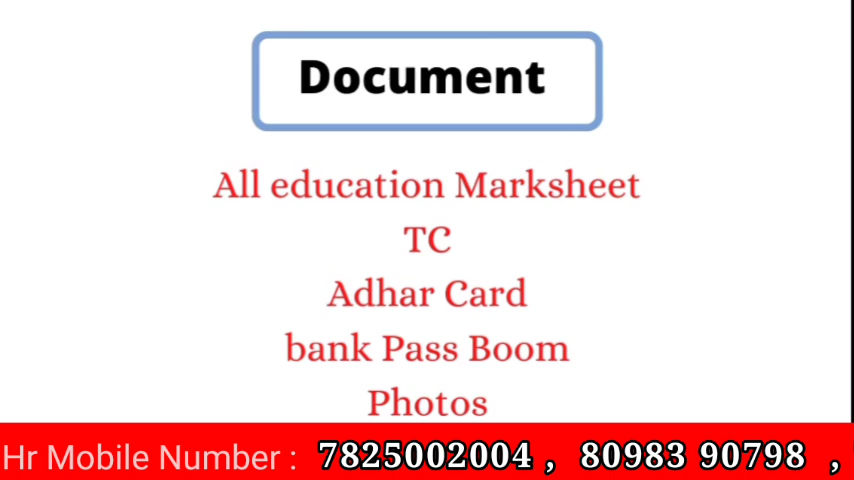 Document
All education Marksheet
TC
Adhar Card
bank Pass Boom
Photos
Hr Mobile Number : 7825002004 , 80983 90798 ,